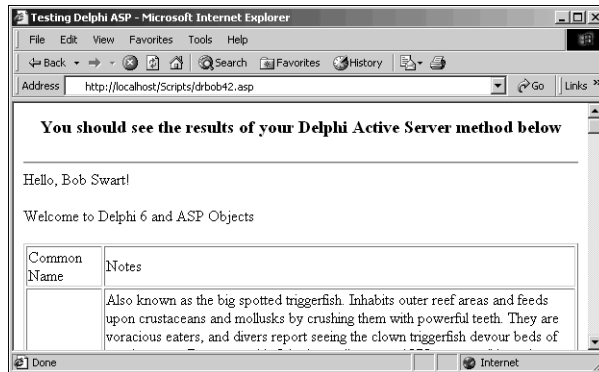 Testing Delphi ASP - Microsoft Internet Explorer
File Edit View Favorites Tools Help
Back Search Favorites History
Address http://localhost/Scripts/drbob42.asp Go Links »
You should see the results of your Delphi Active Server method below
Hello, Bob Swart!
Welcome to Delphi 6 and ASP Objects
Common Name
Notes
Also known as the big spotted triggerfish. Inhabits outer reef areas and feeds
upon crustaceans and mollusks by crushing them with powerful teeth. They are
voracious eaters, and divers report seeing the clown triggerfish devour beds of
Done Internet